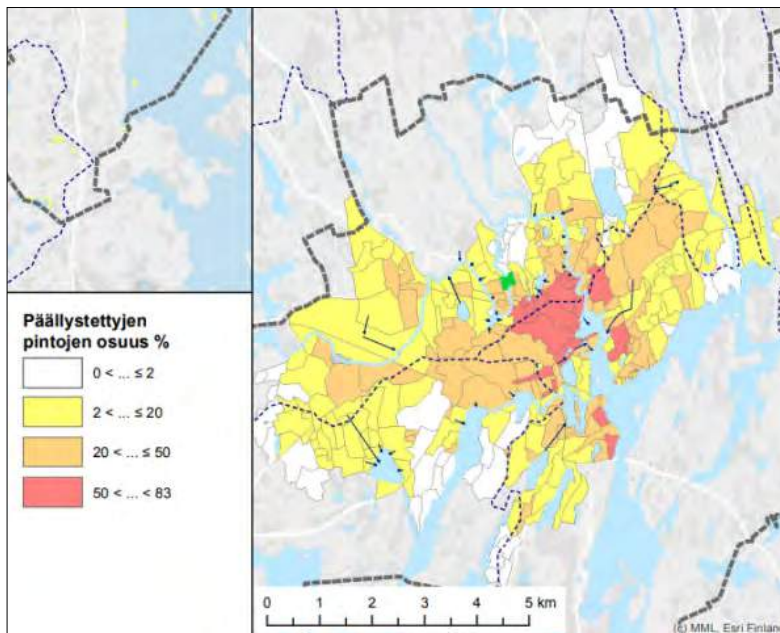 Päällystettyjen
pintojen osuus %
0 < ... ≤ 2
2 < ... ≤ 20
20 < ... ≤ 50
50 < ... < 83
0 1 2 3 4 5 km
(c) MML, Esri Finland